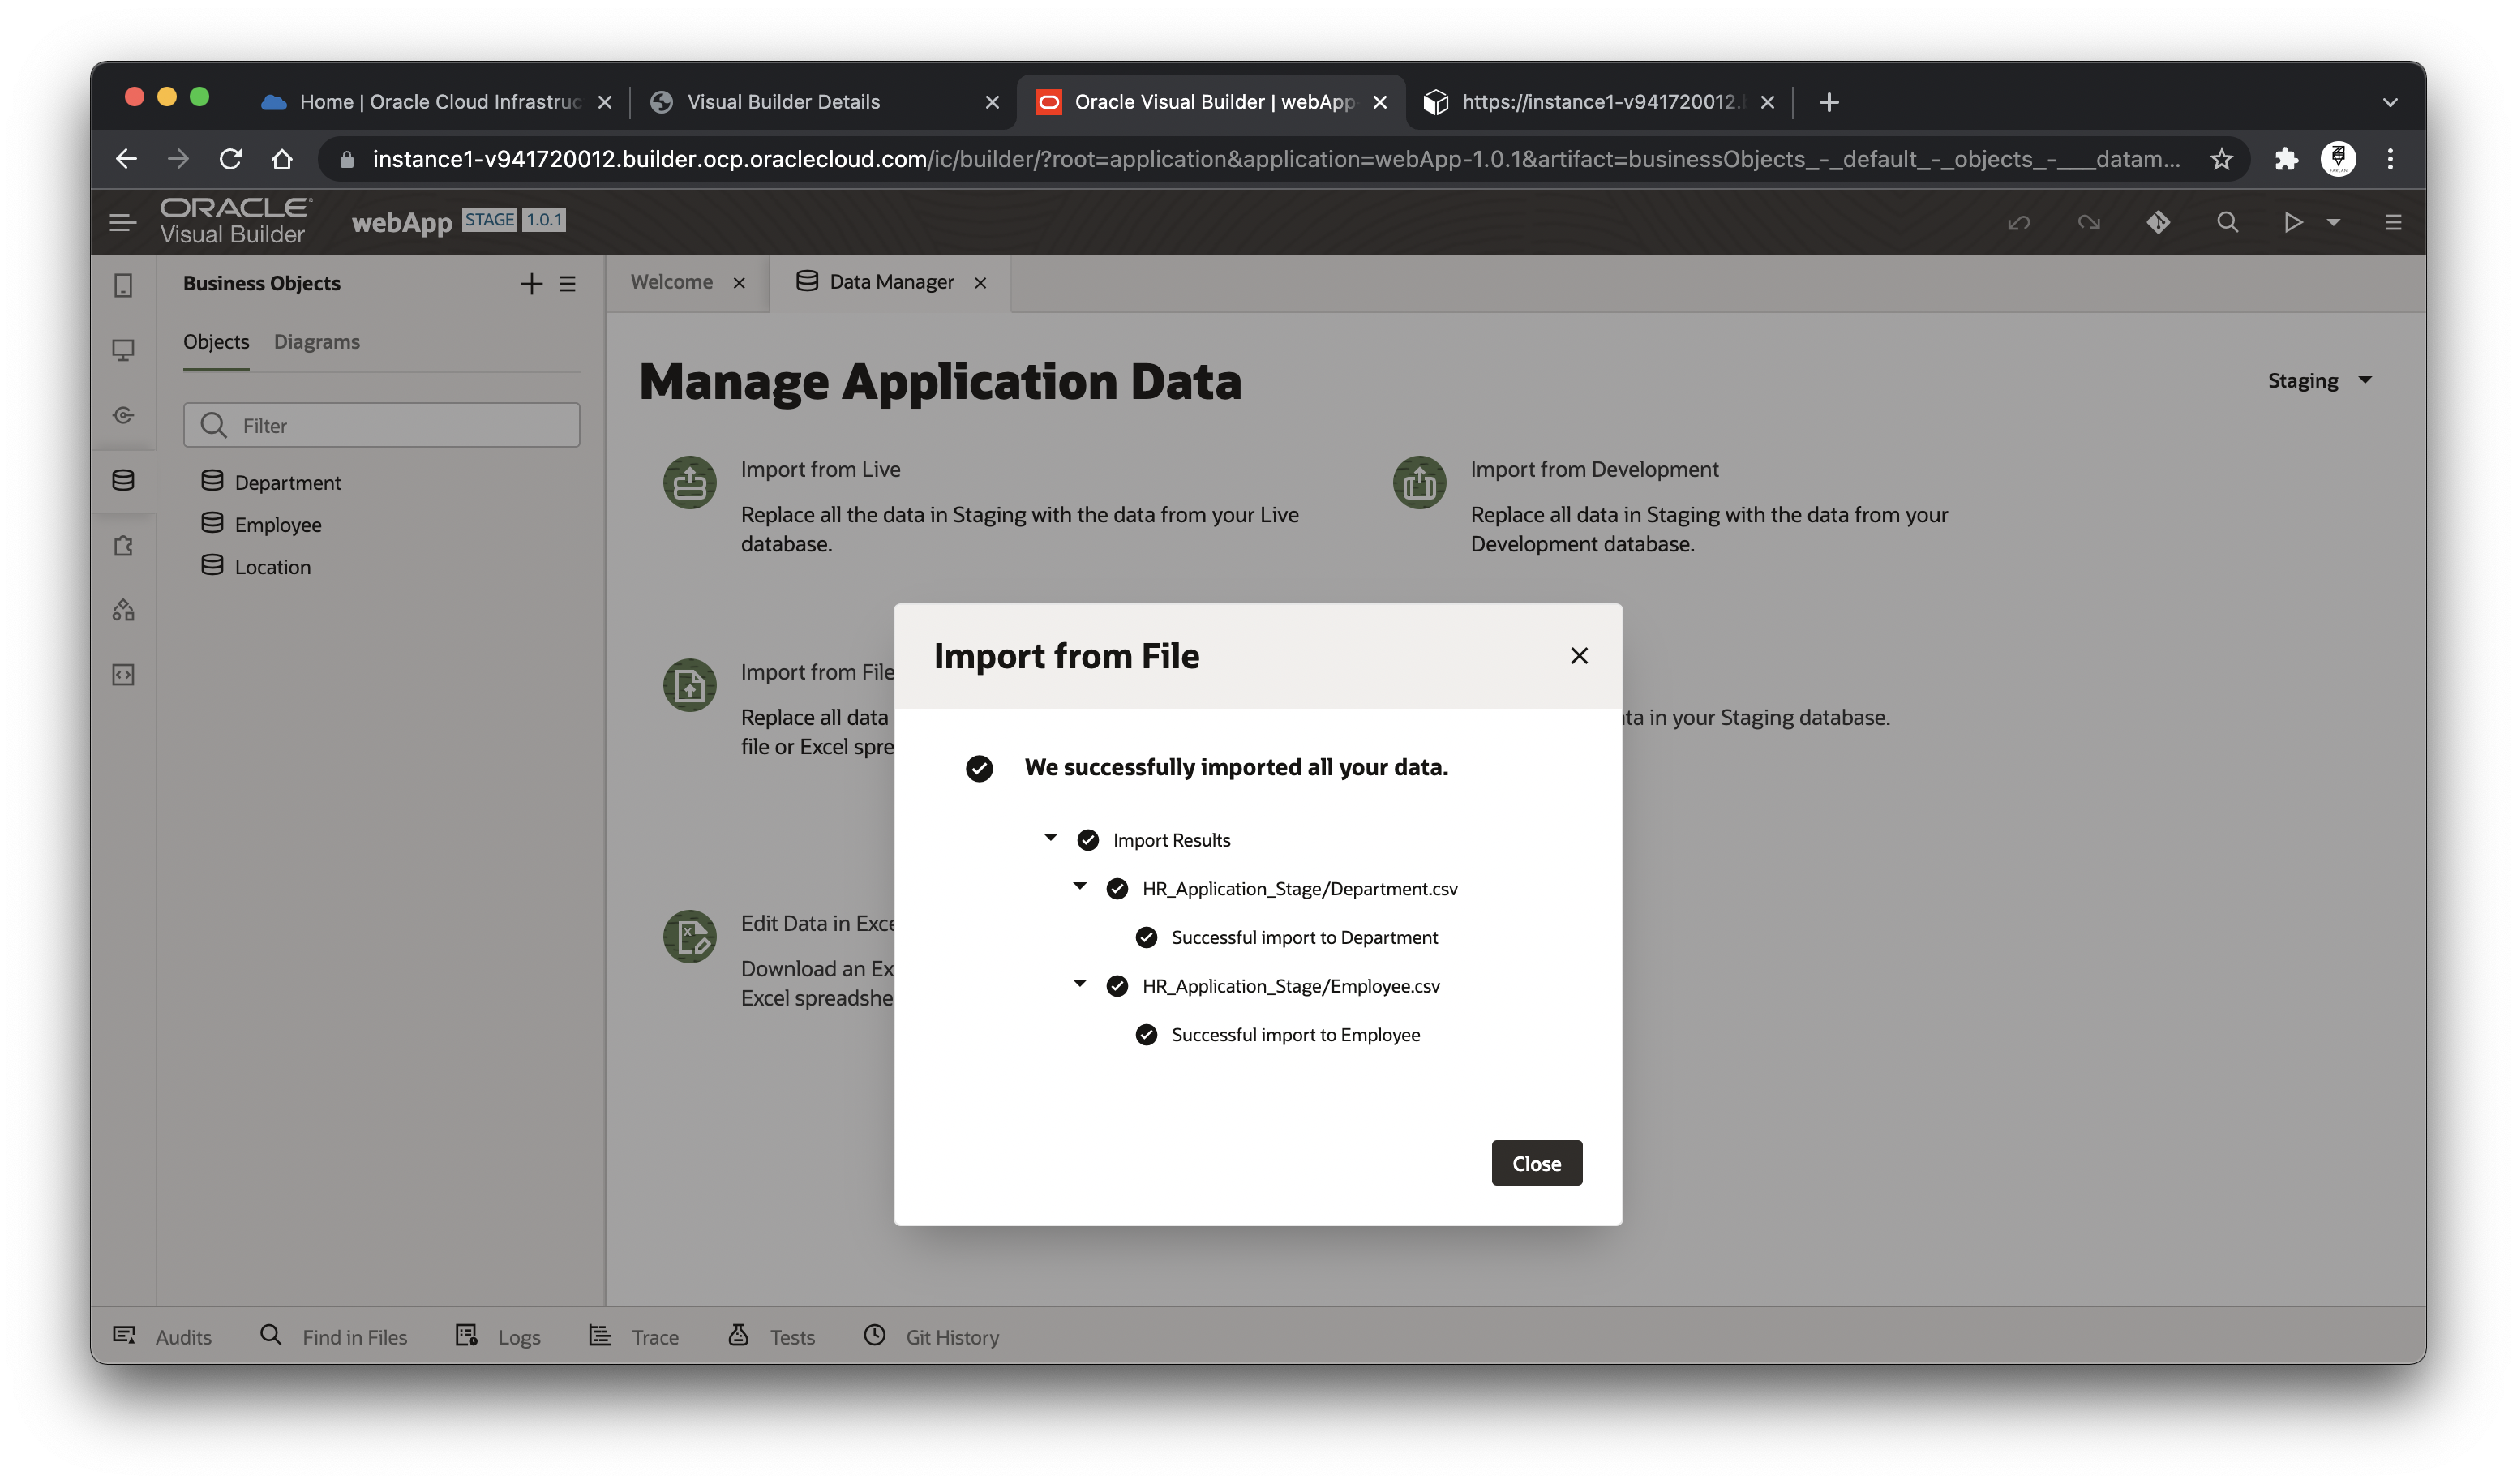 Home | Oracle Cloud Infrastruc
Visual Builder Details
Oracle Visual Builder | webApp-
https://instance1-v941720012.
instance1-v941720012.builder.ocp.oraclecloud.com/ic/builder/?root=application&application=webApp-1.0.1&artifact=businessObjects_-_default_-_objects_-____datam...
ORACLE
Visual Builder
webApp STAGE 1.0.1
Business Objects
Objects Diagrams
Filter
Department
Employee
Location
Welcome
Data Manager
Manage Application Data
Staging
Import from Live
Replace all the data in Staging with the data from your Live
database.
Import from Development
Replace all data in Staging with the data from your
Development database.
Import from File
Replace all data
file or Excel spre
ta in your Staging database.
Edit Data in Exce
Download an Ex
Excel spreadshe
Import from File
We successfully imported all your data.
Import Results
HR_Application_Stage/Department.csv
Successful import to Department
HR_Application_Stage/Employee.csv
Successful import to Employee
Close
Audits Find in Files Logs Trace Tests Git History